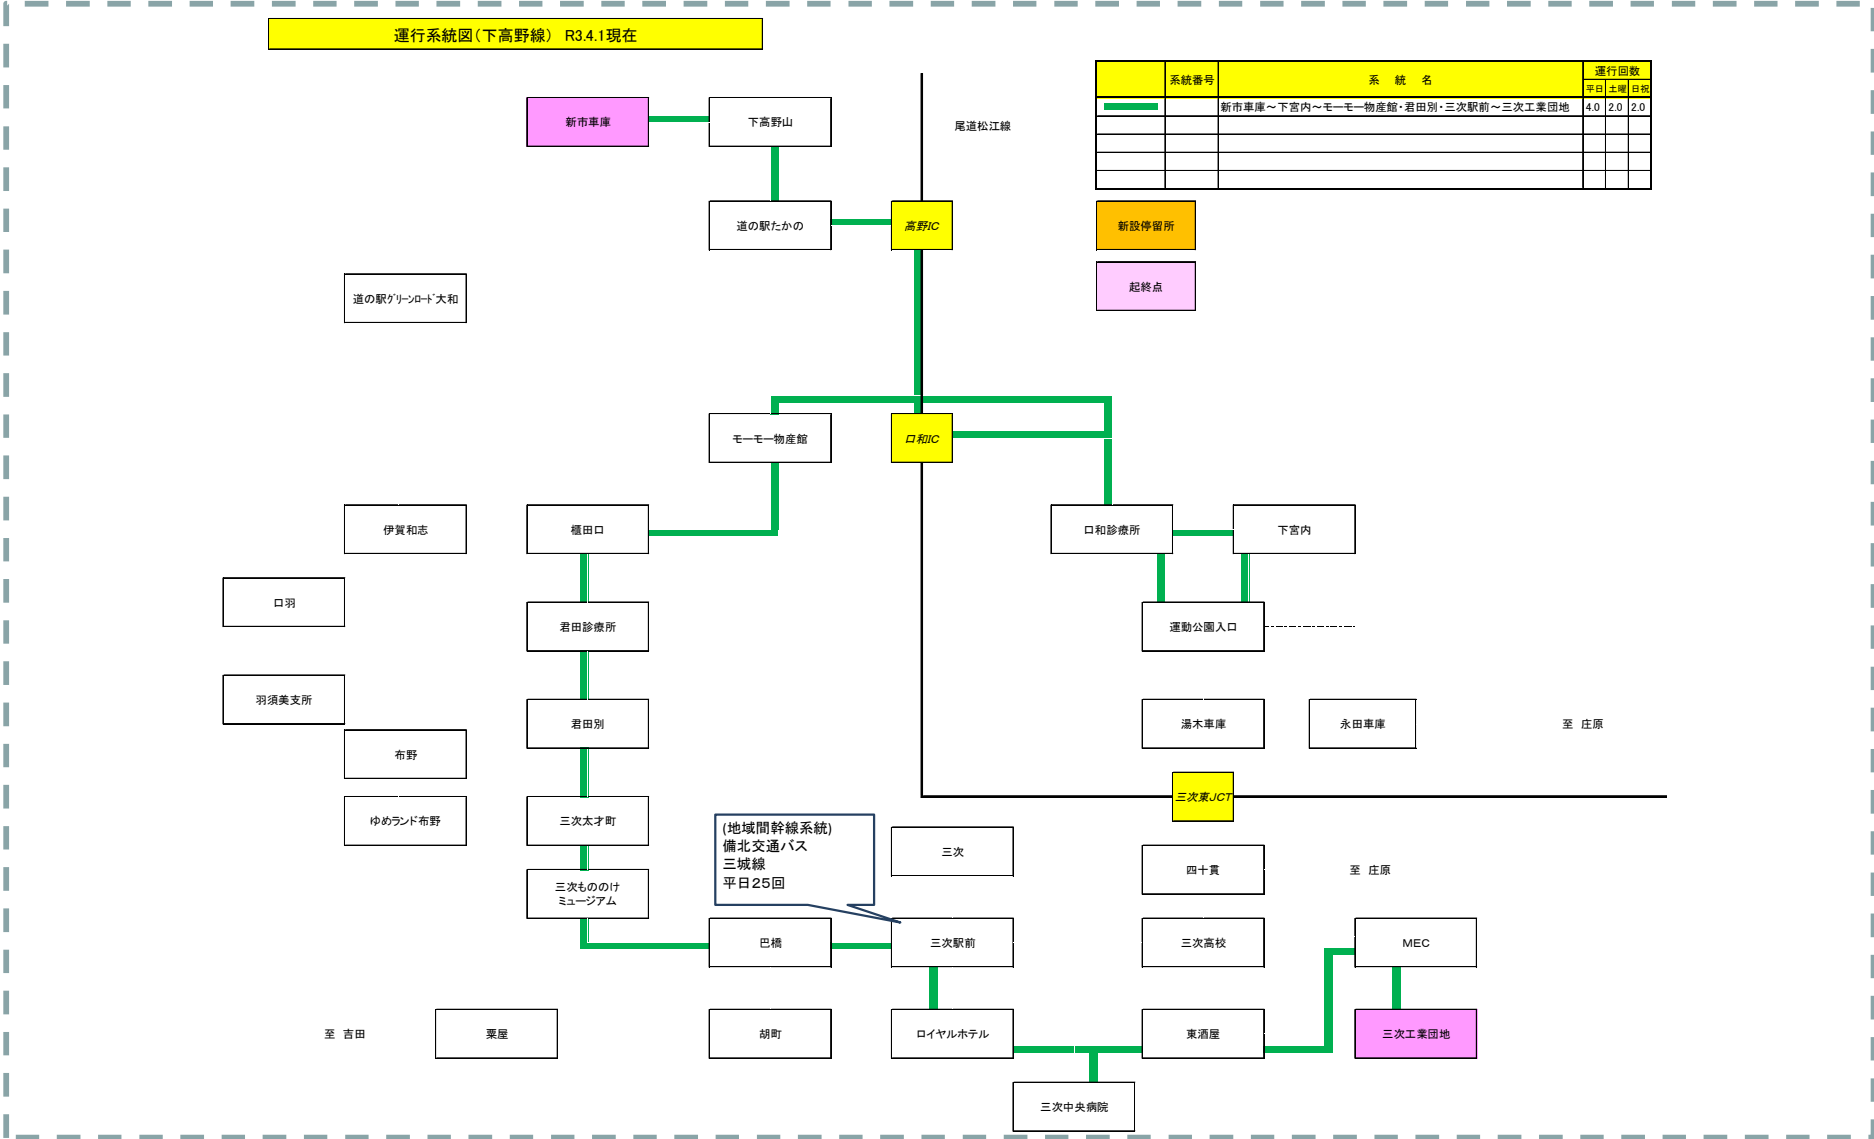 運行系統図(下高野線) R3.4.1現在
系統番号
系 統 名
運行回数
平日 土曜 日祝
新市車庫~下宮内~モーモー物産館・君田別・三次駅前~三次工業団地 4.0 2.0 2.0
新市車庫
下高野山
尾道松江線
道の駅たかの
高野IC
新設停留所
起終点
道の駅グリーンロード大和
モーモー物産館
口和IC
伊賀和志
櫃田口
口和診療所
下宮内
口羽
君田診療所
運動公園入口
羽須美支所
君田別
湯木車庫
永田車庫
至 庄原
布野
三次東JCT
ゆめランド布野
三次太才町
(地域間幹線系統)
備北交通バス
三城線
平日25回
三次
四十貫
至 庄原
三次もののけ
ミュージアム
巴橋
三次駅前
三次高校
MEC
至 吉田
粟屋
胡町
ロイヤルホテル
東酒屋
三次工業団地
三次中央病院